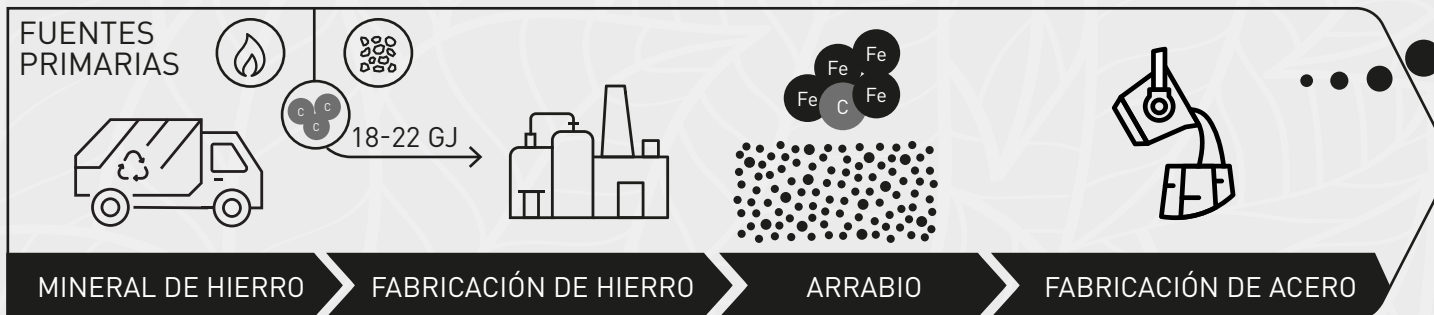 FUENTES
PRIMARIAS
C C
C
18-22 GJ
Fe Fe
Fe C Fe
MINERAL DE HIERRO
FABRICACIÓN DE HIERRO
ARRABIO
FABRICACIÓN DE ACERO